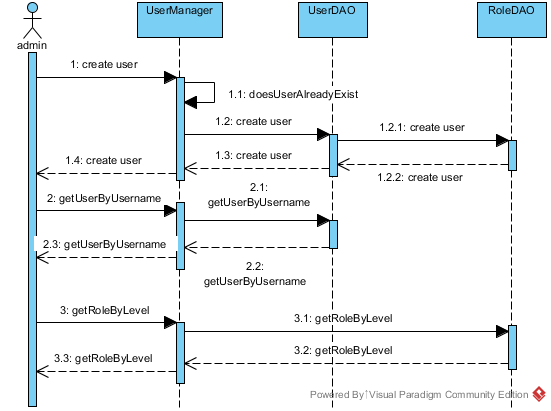 UserManager
UserDAO
RoleDAO
admin
1: create user
1.1: doesUserAlreadyExist
1.2: create user
1.2.1: create user
1.3: create user
1.4: create user
1.2.2: create user
2: getUserByUsername
2.1:
getUserByUsername
2.3: getUserByUsername
2.2:
getUserByUsername
3: getRoleByLevel
3.1: getRoleByLevel
3.2: getRoleByLevel
3.3: getRoleByLevel
Powered By Visual Paradigm Community Edition